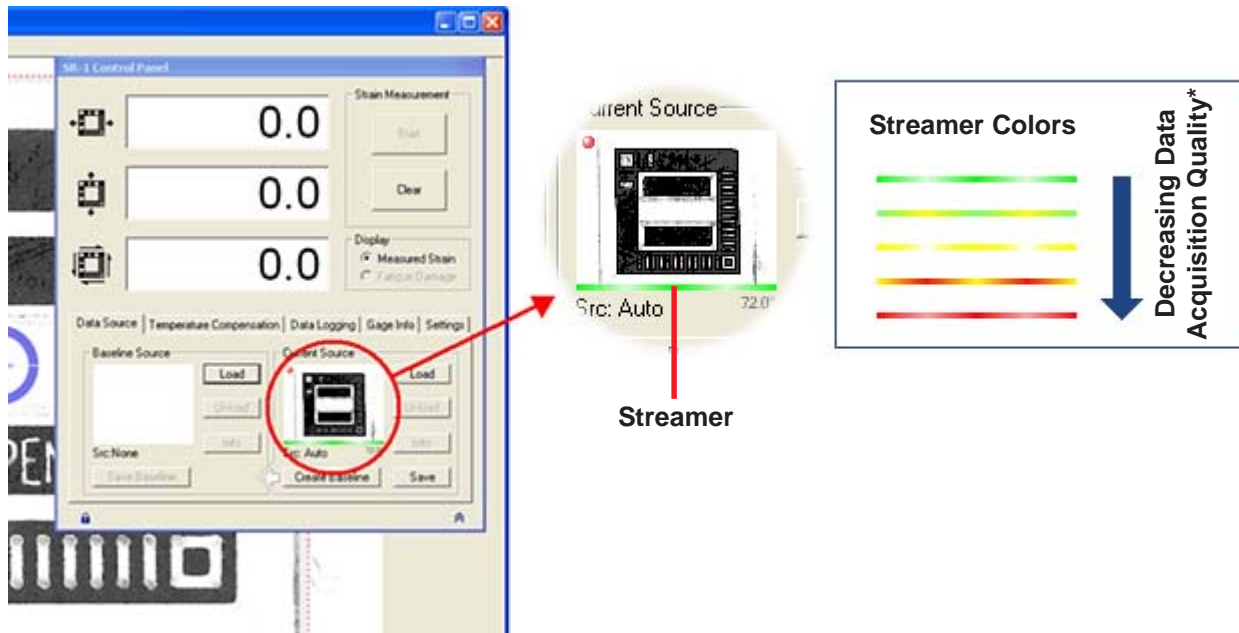 SR-1 Control Panel
Strain Measurement
0.0
Start
Clear
0.0
Display
Measured Strain
Fatigue Damage
0.0
Data Source
Temperature Compensation
Data Logging
Gage Info
Settings
Baseline Source
Load
Unload
Info
Src:None
Save Baseline
Current Source
Load
Unload
Info
Src: Auto
Create Baseline
Save
PEN
urrent Source
Src: Auto
72.0°
Streamer
Streamer Colors
Decreasing Data
Acquisition Quality*